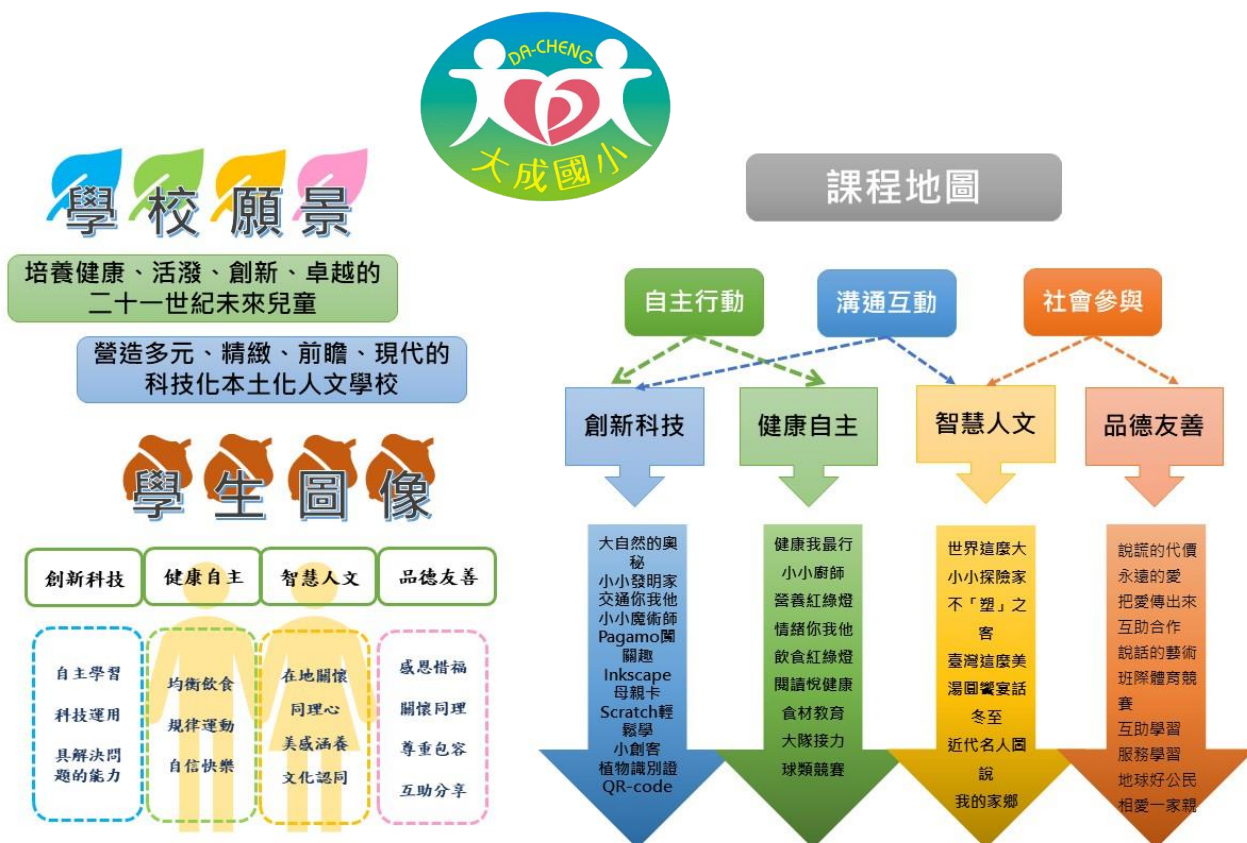 DA-CHENG
大成國小
學校願景
培養健康、活潑、創新、卓越的
二十一世紀未來兒童
營造多元、精緻、前瞻、現代的
科技化本土化人文學校
學生圖像
創新科技
健康自主
智慧人文
品德友善
自主學習
科技運用
具解決問
題的能力
均衡飲食
規律運動
自信快樂
在地關懷
同理心
美感涵養
文化認同
感恩惜福
關懷同理
尊重包容
互助分享
課程地圖
自主行動
溝通互動
社會參與
創新科技
健康自主
智慧人文
品德友善
大自然的奧
秘
小小發明家
交通你我他
小小魔術師
Pagamo闖
關趣
Inkscape
母親卡
Scratch輕
鬆學
小創客
植物識別證
QR-code
健康我最行
小小廚師
營養紅綠燈
情緒你我他
飲食紅綠燈
閱讀悅健康
食材教育
大隊接力
球類競賽
世界這麼大
小小探險家
不「塑」之
客
臺灣這麼美
湯圓饗宴話
冬至
近代名人圖
說
我的家鄉
說謊的代價
永遠的愛
把愛傳出來
互助合作
說話的藝術
班際體育競
賽
互助學習
服務學習
地球好公民
相愛一家親